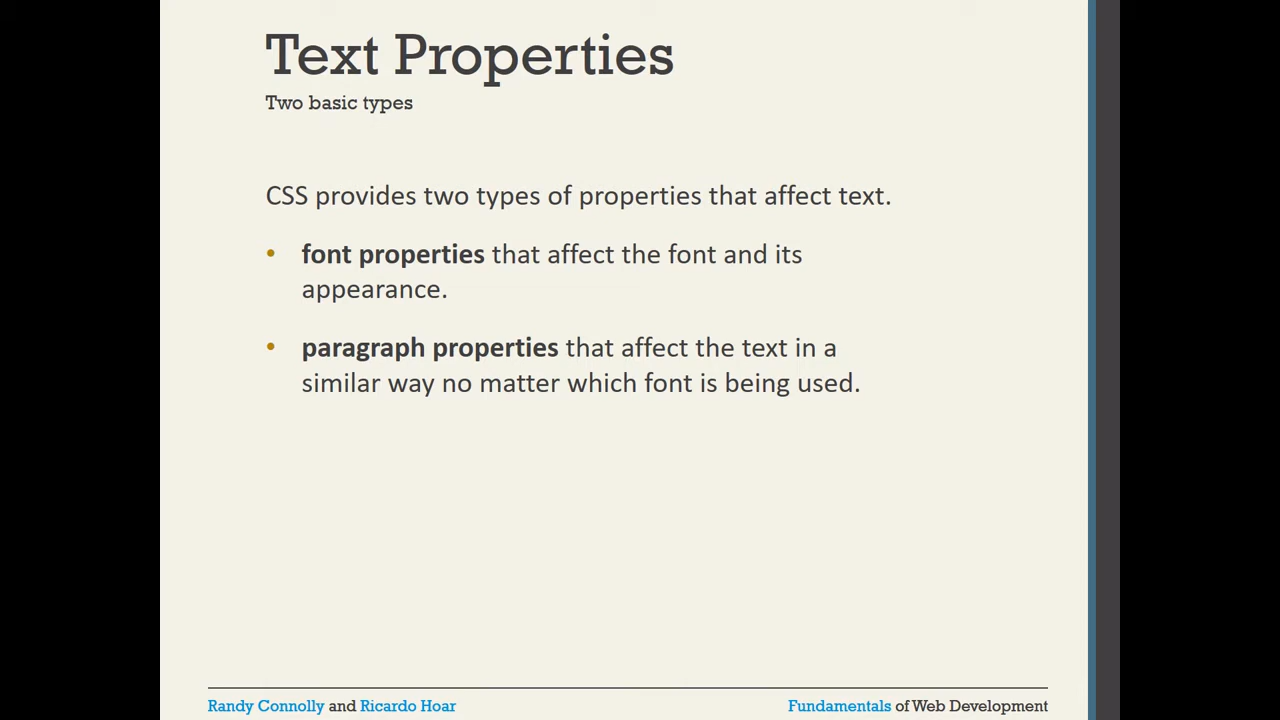 Text Properties
Two basic types
CSS provides two types of properties that affect text.
• font properties that affect the font and its
appearance.
• paragraph properties that affect the text in a
similar way no matter which font is being used.
Randy Connolly and Ricardo Hoar
Fundamentals of Web Development